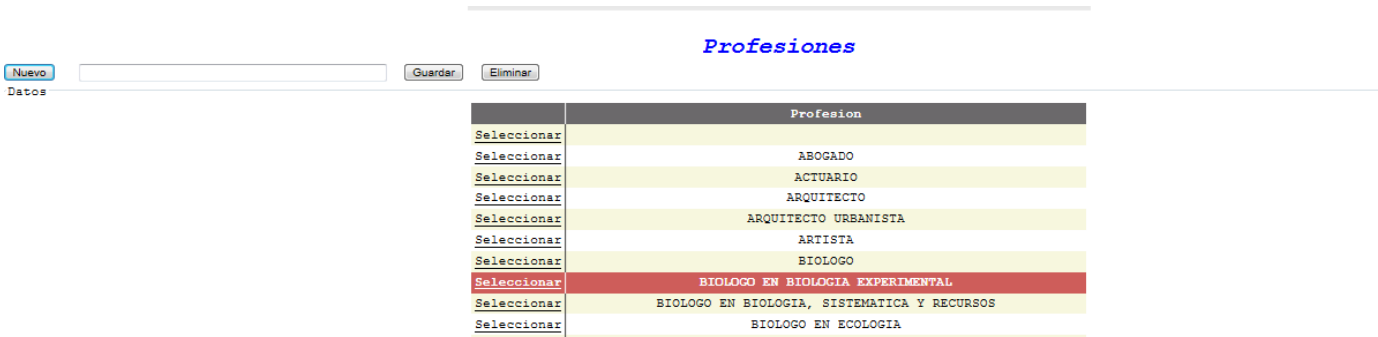 Profesiones
Nuevo Guardar Eliminar
Datos
Profesion
Seleccionar
Seleccionar ABOGADO
Seleccionar ACTUARIO
Seleccionar ARQUITECTO
Seleccionar ARQUITECTO URBANISTA
Seleccionar ARTISTA
Seleccionar BIOLOGO
Seleccionar BIOLOGO EN BIOLOGIA EXPERIMENTAL
Seleccionar BIOLOGO EN BIOLOGIA, SISTEMATICA Y RECURSOS
Seleccionar BIOLOGO EN ECOLOGIA